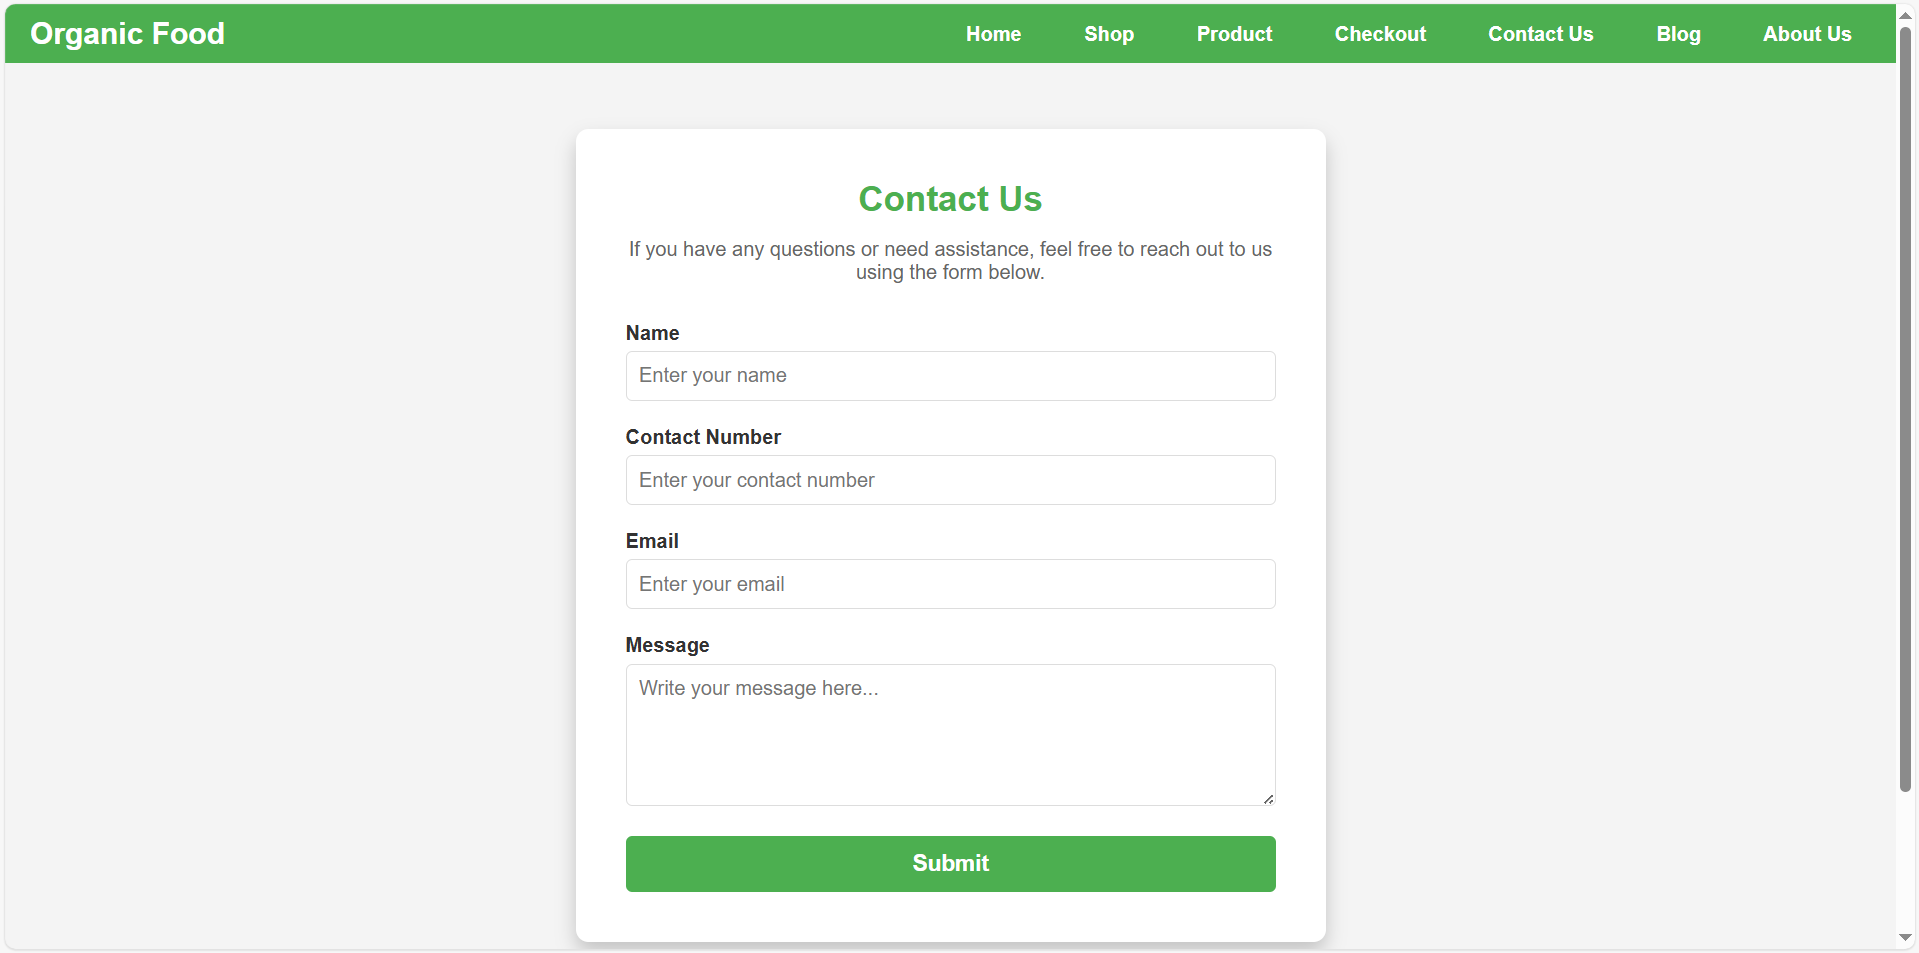 Organic Food
Home Shop Product Checkout Contact Us Blog About Us
Contact Us
If you have any questions or need assistance, feel free to reach out to us
using the form below.
Name
Enter your name
Contact Number
Enter your contact number
Email
Enter your email
Message
Write your message here...
Submit